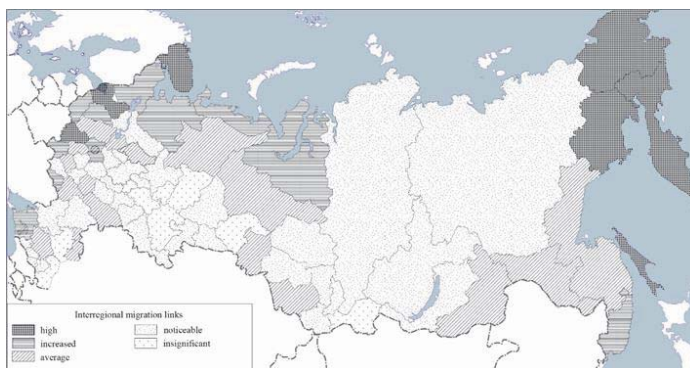 Interregional migration links
high
noticeable
increased
insignificant
average